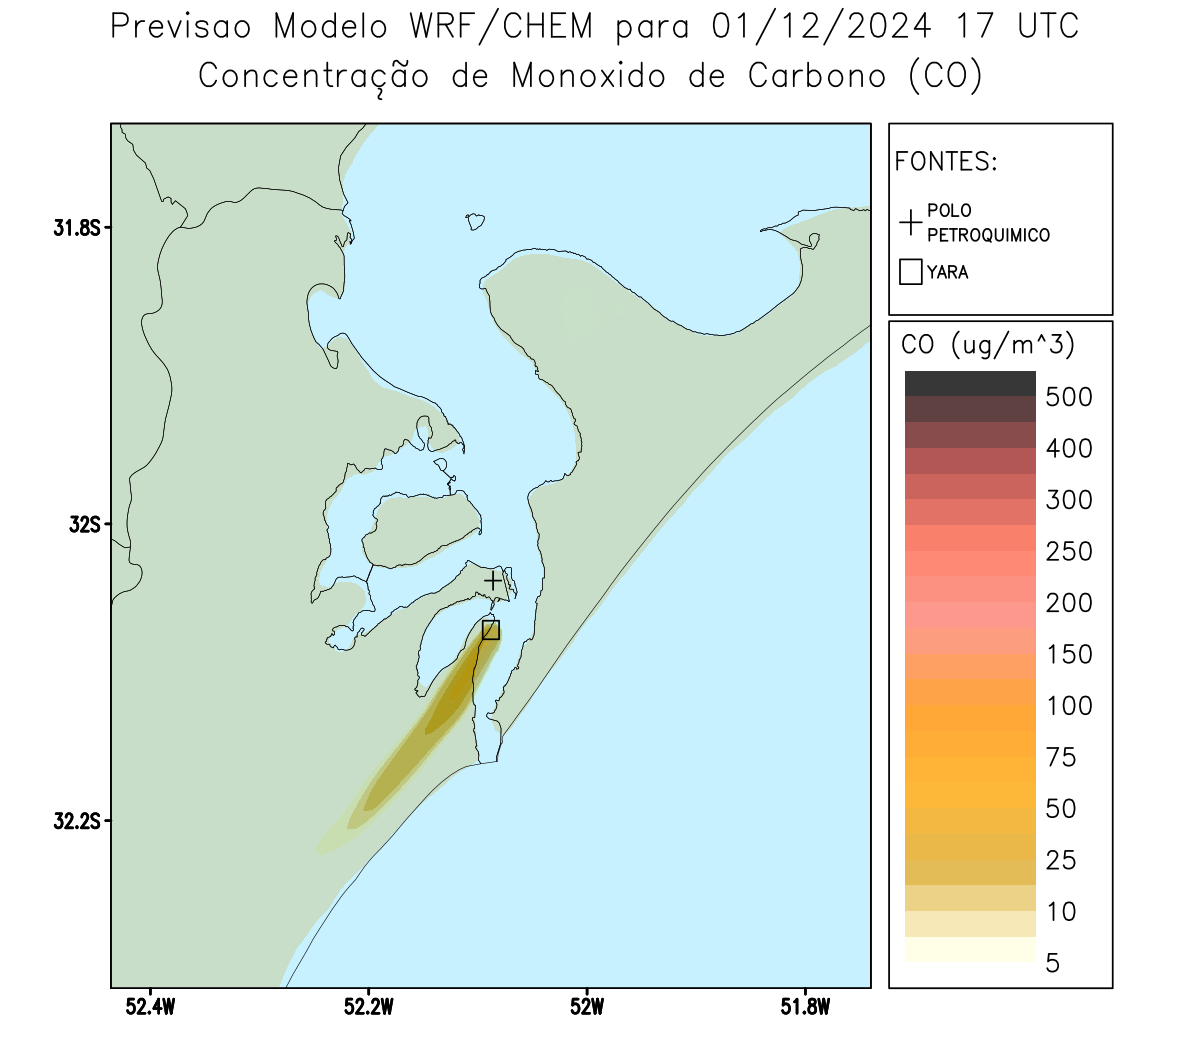 Previsao Modelo WRF/CHEM para 01/12/2024 17 UTC
Concentração de Monoxido de Carbono (CO)
FONTES:
POLO
PETROQUIMICO
YARA
CO (ug/m^3)
500
400
300
250
200
150
100
75
50
25
10
5
31.8S
32S
32.2S
52.4W
52.2W
52W
51.8W